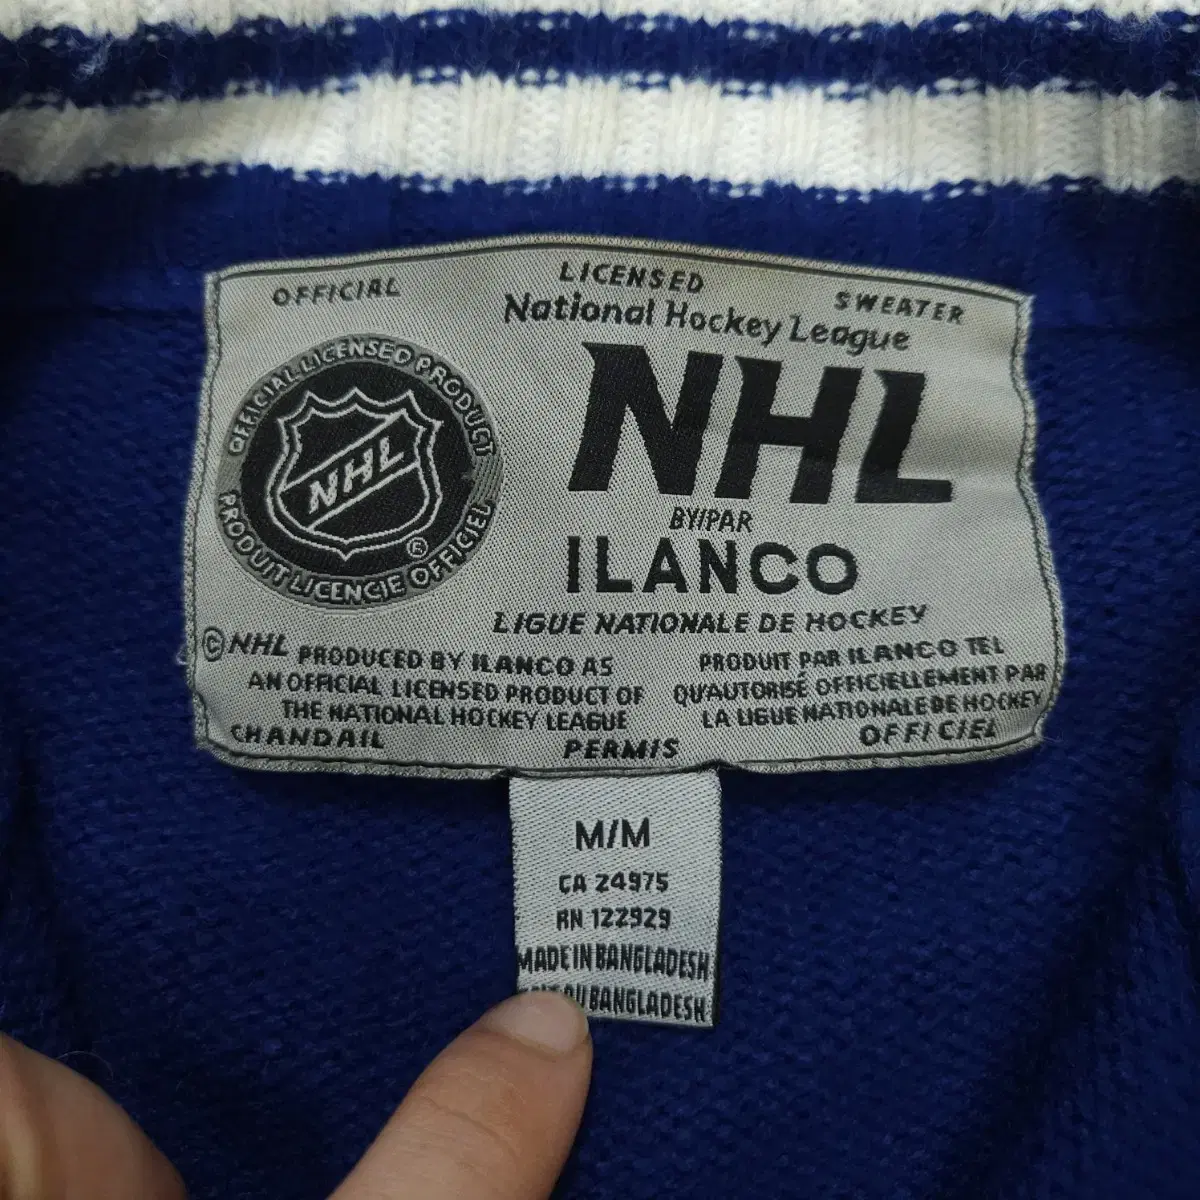 OFFICIAL LICENSED SWEATER
National Hockey League
OFFICIAL LICENSED PRODUCT
NHL
PRODUIT LICENCIE OFFICIEL
®
NHL
BY/PAR
ILANCO
LIGUE NATIONALE DE HOCKEY
© NHL PRODUCED BY ILANCO AS
AN OFFICIAL LICENSED PRODUCT OF
THE NATIONAL HOCKEY LEAGUE
PRODUIT PAR ILANCO TEL
QU'AUTORISÉ OFFICIELLEMENT PAR
LA LIGUE NATIONALE DE HOCKEY
CHANDAIL PERMIS OFFICIEL
M/M
CA 24975
RN 122929
MADE IN BANGLADESH
AU BANGLADESH